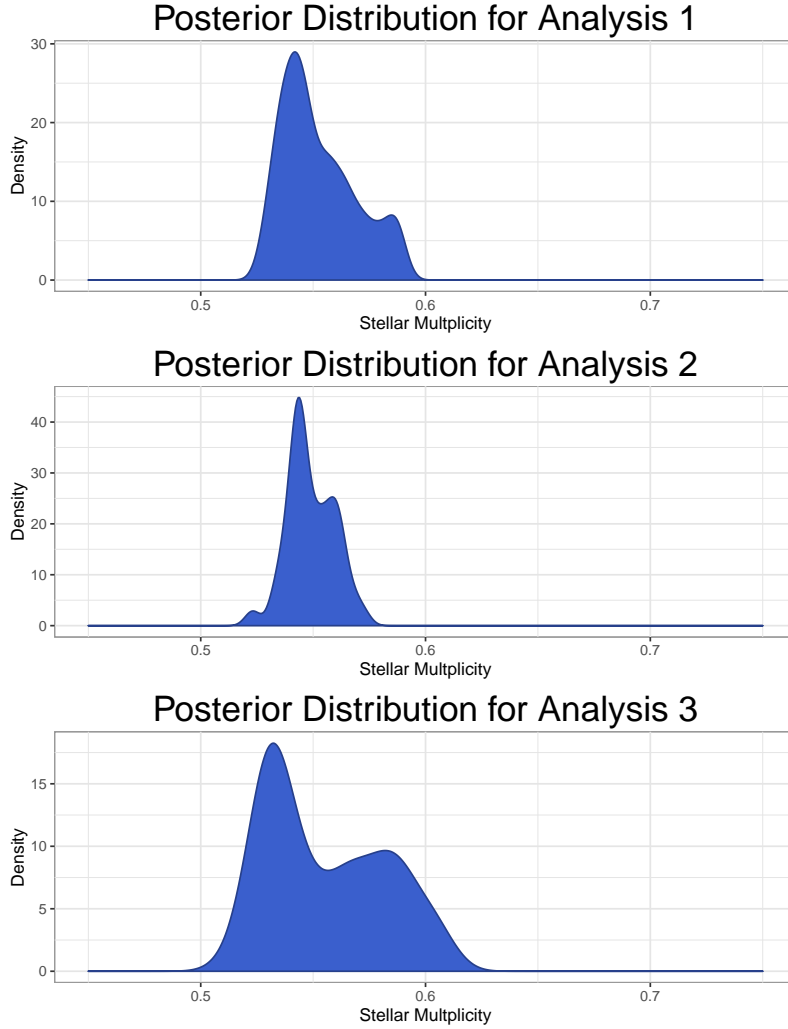 Posterior Distribution for Analysis 1
30
20
10
0
Density
0.5 0.6 0.7
Stellar Multplicity
Posterior Distribution for Analysis 2
40
30
20
10
0
Density
0.5 0.6 0.7
Stellar Multplicity
Posterior Distribution for Analysis 3
15
10
5
0
Density
0.5 0.6 0.7
Stellar Multplicity